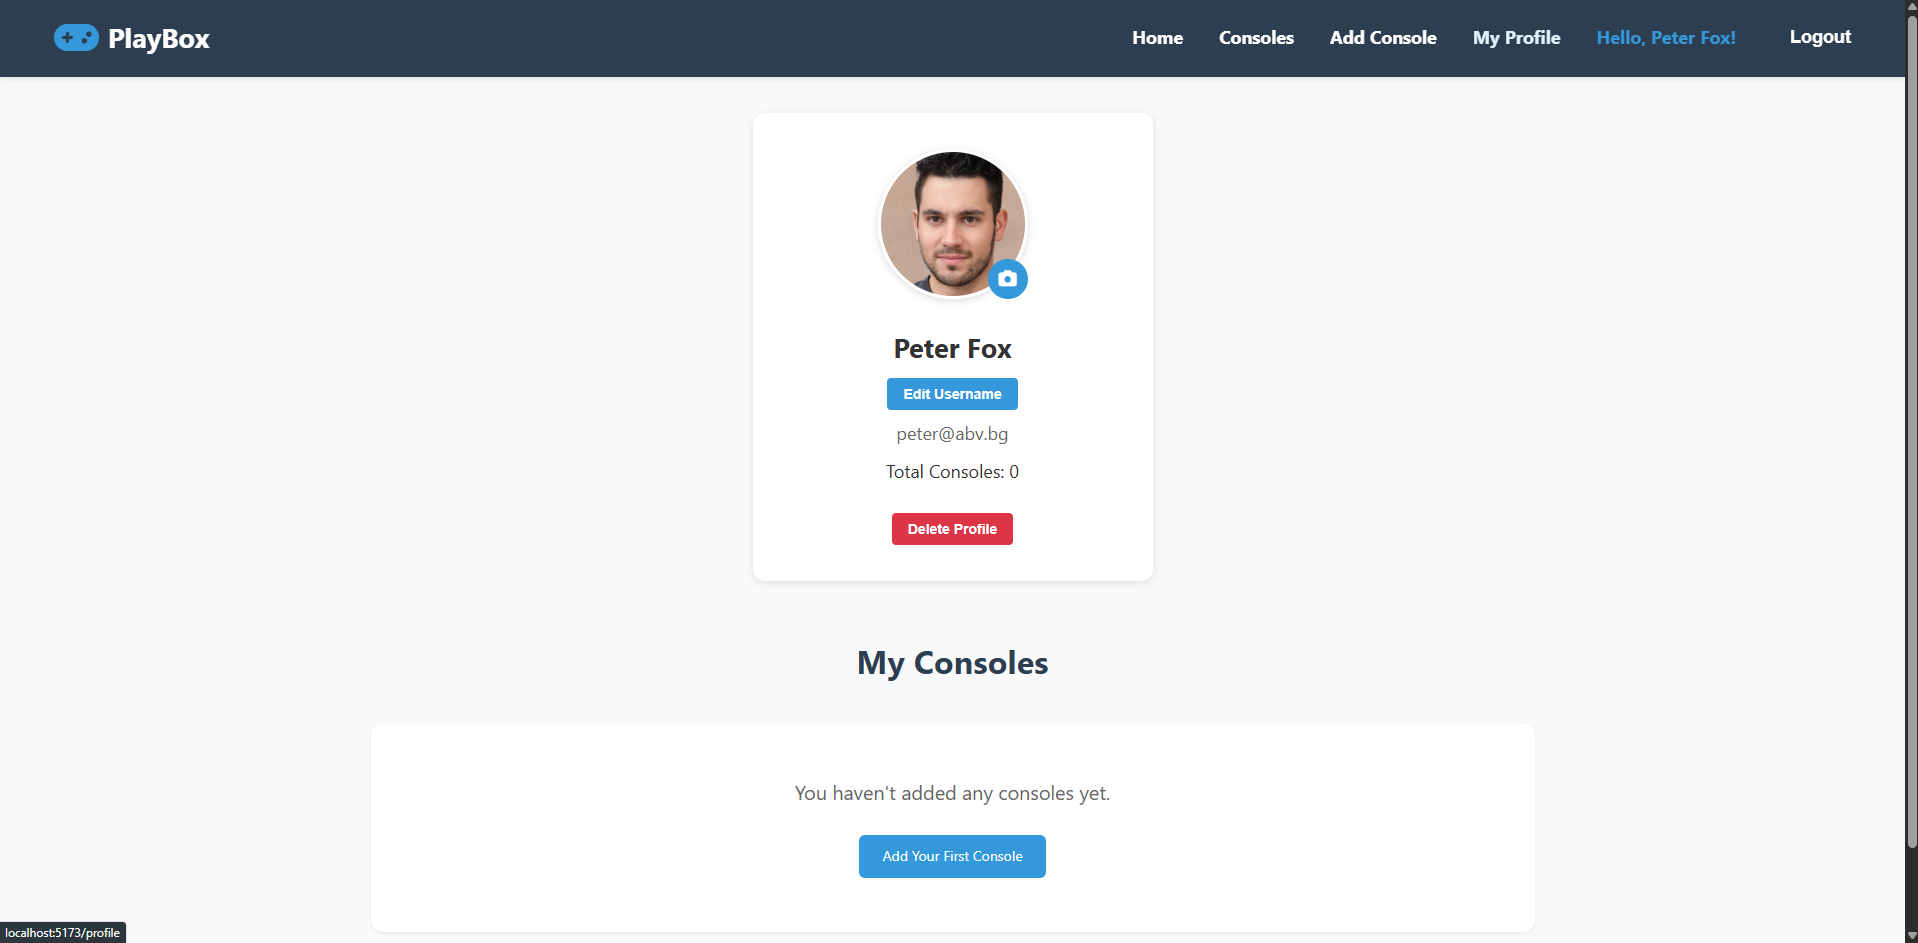 PlayBox
Home
Consoles
Add Console
My Profile
Hello, Peter Fox!
Logout
Peter Fox
Edit Username
peter@abv.bg
Total Consoles: 0
Delete Profile
My Consoles
You haven't added any consoles yet.
Add Your First Console
localhost:5173/profile